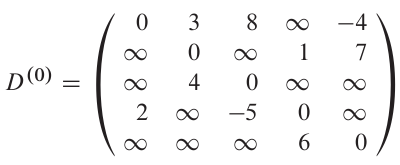 0 3 8 ∞ −4
∞ 0 ∞ 1 7
D(0) = ∞ 4 0 ∞ ∞
2 ∞ −5 0 ∞
∞ ∞ ∞ 6 0